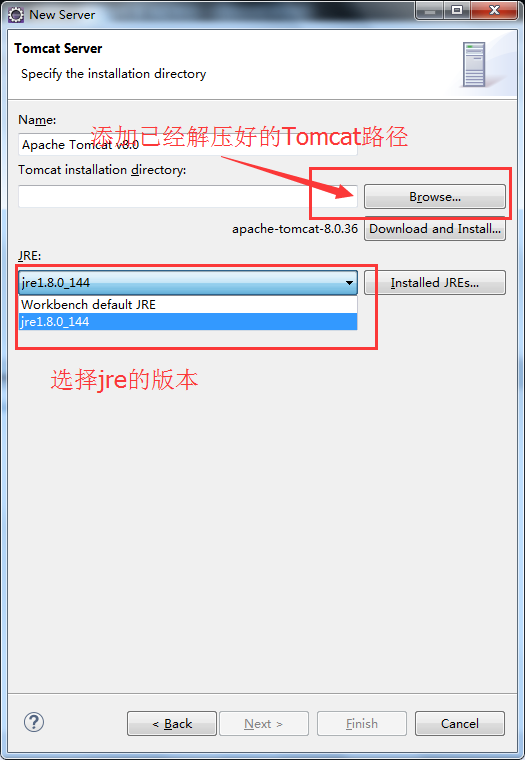 New Server
Tomcat Server
Specify the installation directory
Name:
添加已经解压好的Tomcat路径
Apache Tomcat v8.0
Tomcat installation directory:
Browse...
apache-tomcat-8.0.36
Download and Install...
JRE:
jre1.8.0_144
Installed JREs...
Workbench default JRE
jre1.8.0_144
选择jre的版本
?
< Back
Next >
Finish
Cancel